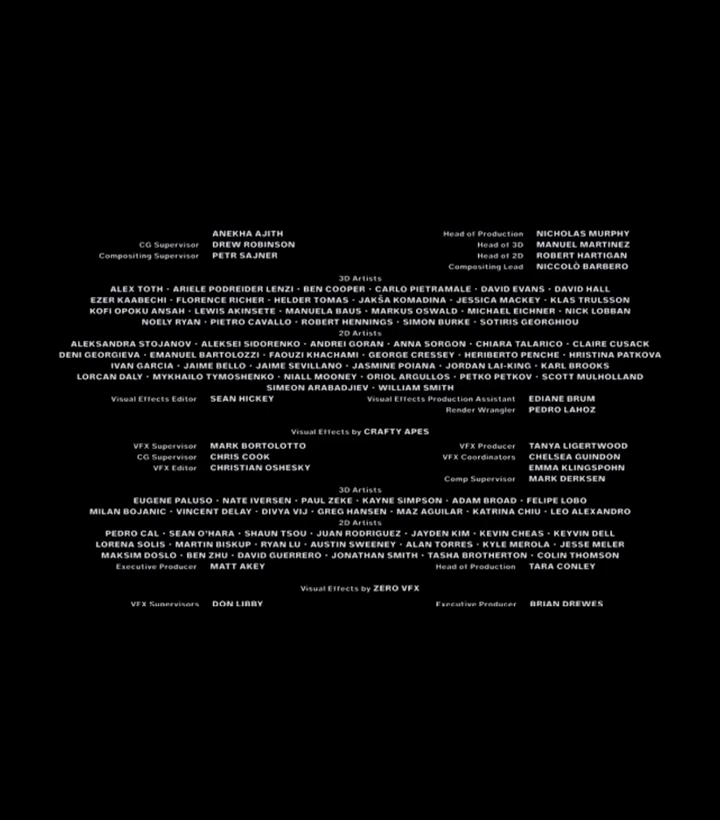 ANEKHA AJITH Head of Production NICHOLAS MURPHY
CG Supervisor DREW ROBINSON Head of 3D MANUEL MARTINEZ
Compositing Supervisor PETR SAJNER Head of 2D ROBERT HARTIGAN
Compositing Lead NICCOLÒ BARBERO
3D Artists
ALEX TOTH · ARIELE PODREIDER LENZI · BEN COOPER · CARLO PIETRAMALE · DAVID EVANS · DAVID HALL
EZER KAABECHI · FLORENCE RICHER · HELDER TOMAS · JAKŠA KOMADINA · JESSICA MACKEY · KLAS TRULSSON
KOFI OPOKU ANSAH · LEWIS AKINSETE · MANUELA BAUS · MARKUS OSWALD · MICHAEL EICHNER · NICK LOBBAN
NOELY RYAN · PIETRO CAVALLO · ROBERT HENNINGS · SIMON BURKE · SOTIRIS GEORGHIOU
2D Artists
ALEKSANDRA STOJANOV · ALEKSEI SIDORENKO · ANDREI GORAN · ANNA SORGON · CHIARA TALARICO · CLAIRE CUSACK
DENI GEORGIEVA · EMANUEL BARTOLOZZI · FAOUZI KHACHAMI · GEORGE CRESSEY · HERIBERTO PENCHE · HRISTINA PATKOVA
IVAN GARCIA · JAIME BELLO · JAIME SEVILLANO · JASMINE POIANA · JORDAN LAI-KING · KARL BROOKS
LORCAN DALY · MYKHAILO TYMOSHENKO · NIALL MOONEY · ORIOL ARGULLOS · PETKO PETKOV · SCOTT MULHOLLAND
SIMEON ARABADJIEV · WILLIAM SMITH
Visual Effects Editor SEAN HICKEY Visual Effects Production Assistant EDIANE BRUM
Render Wrangler PEDRO LAHOZ
Visual Effects by CRAFTY APES
VFX Supervisor MARK BORTOLOTTO VFX Producer TANYA LIGERTWOOD
CG Supervisor CHRIS COOK VFX Coordinators CHELSEA GUINDON
VFX Editor CHRISTIAN OSHESKY EMMA KLINGSPOHN
Comp Supervisor MARK DERKSEN
3D Artists
EUGENE PALUSO · NATE IVERSEN · PAUL ZEKE · KAYNE SIMPSON · ADAM BROAD · FELIPE LOBO
MILAN BOJANIC · VINCENT DELAY · DIVYA VIJ · GREG HANSEN · MAZ AGUILAR · KATRINA CHIU · LEO ALEXANDRO
2D Artists
PEDRO CAL · SEAN O'HARA · SHAUN TSOU · JUAN RODRIGUEZ · JAYDEN KIM · KEVIN CHEAS · KEYVIN DELL
LORENA SOLIS · MARTIN BISKUP · RYAN LU · AUSTIN SWEENEY · ALAN TORRES · KYLE MEROLA · JESSE MELER
MAKSIM DOSLO · BEN ZHU · DAVID GUERRERO · JONATHAN SMITH · TASHA BROTHERTON · COLIN THOMSON
Executive Producer MATT AKEY Head of Production TARA CONLEY
Visual Effects by ZERO VFX
VFX Supervisors DON LIBBY Executive Producer BRIAN DREWES